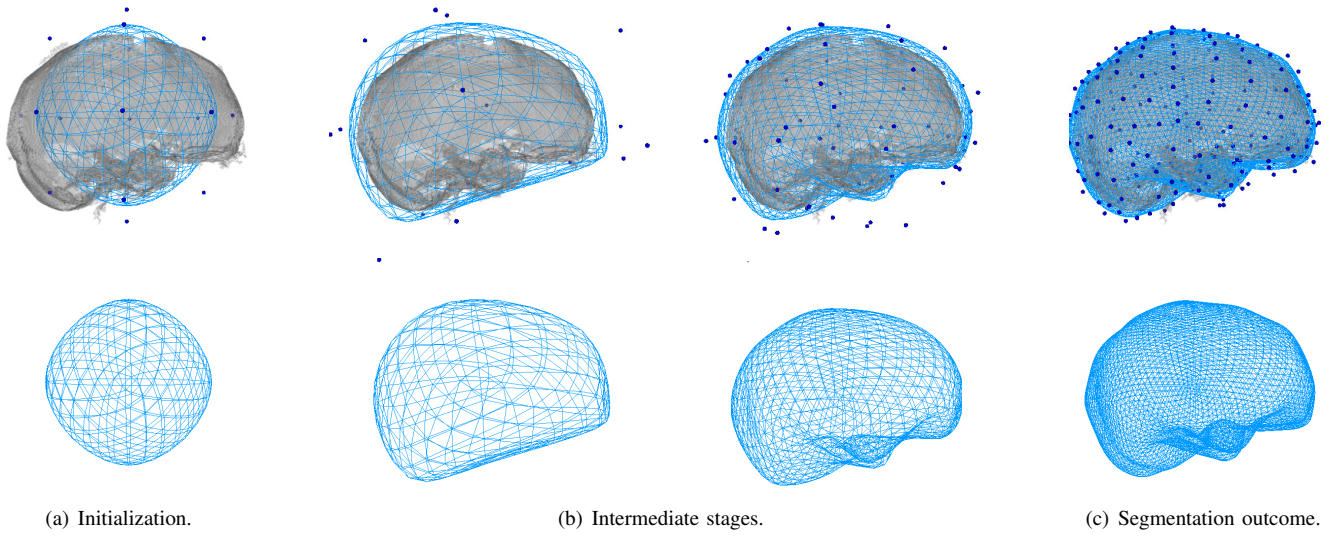 (a) Initialization.
(b) Intermediate stages.
(c) Segmentation outcome.